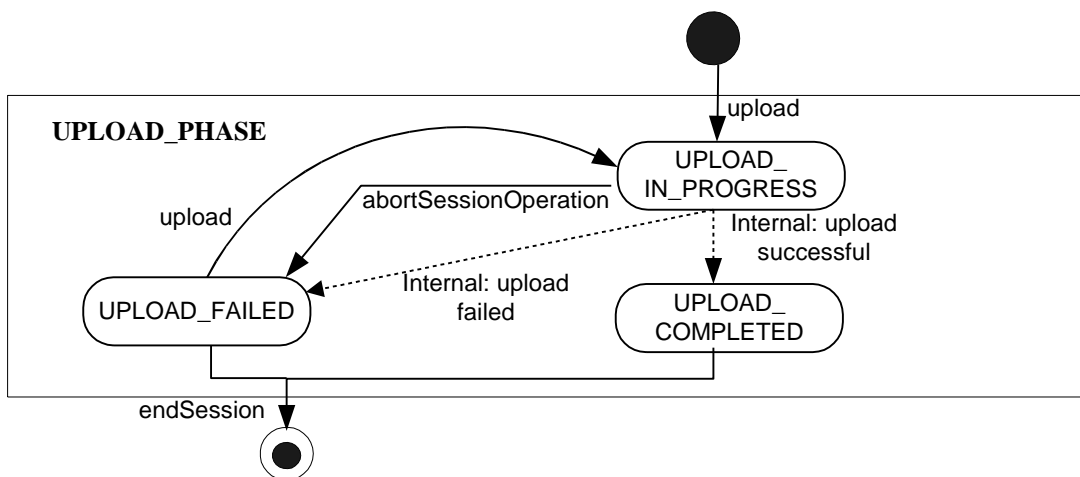 upload
UPLOAD_PHASE
UPLOAD_
IN_PROGRESS
abortSessionOperation
upload
Internal: upload
successful
Internal: upload
failed
UPLOAD_FAILED
UPLOAD_
COMPLETED
endSession